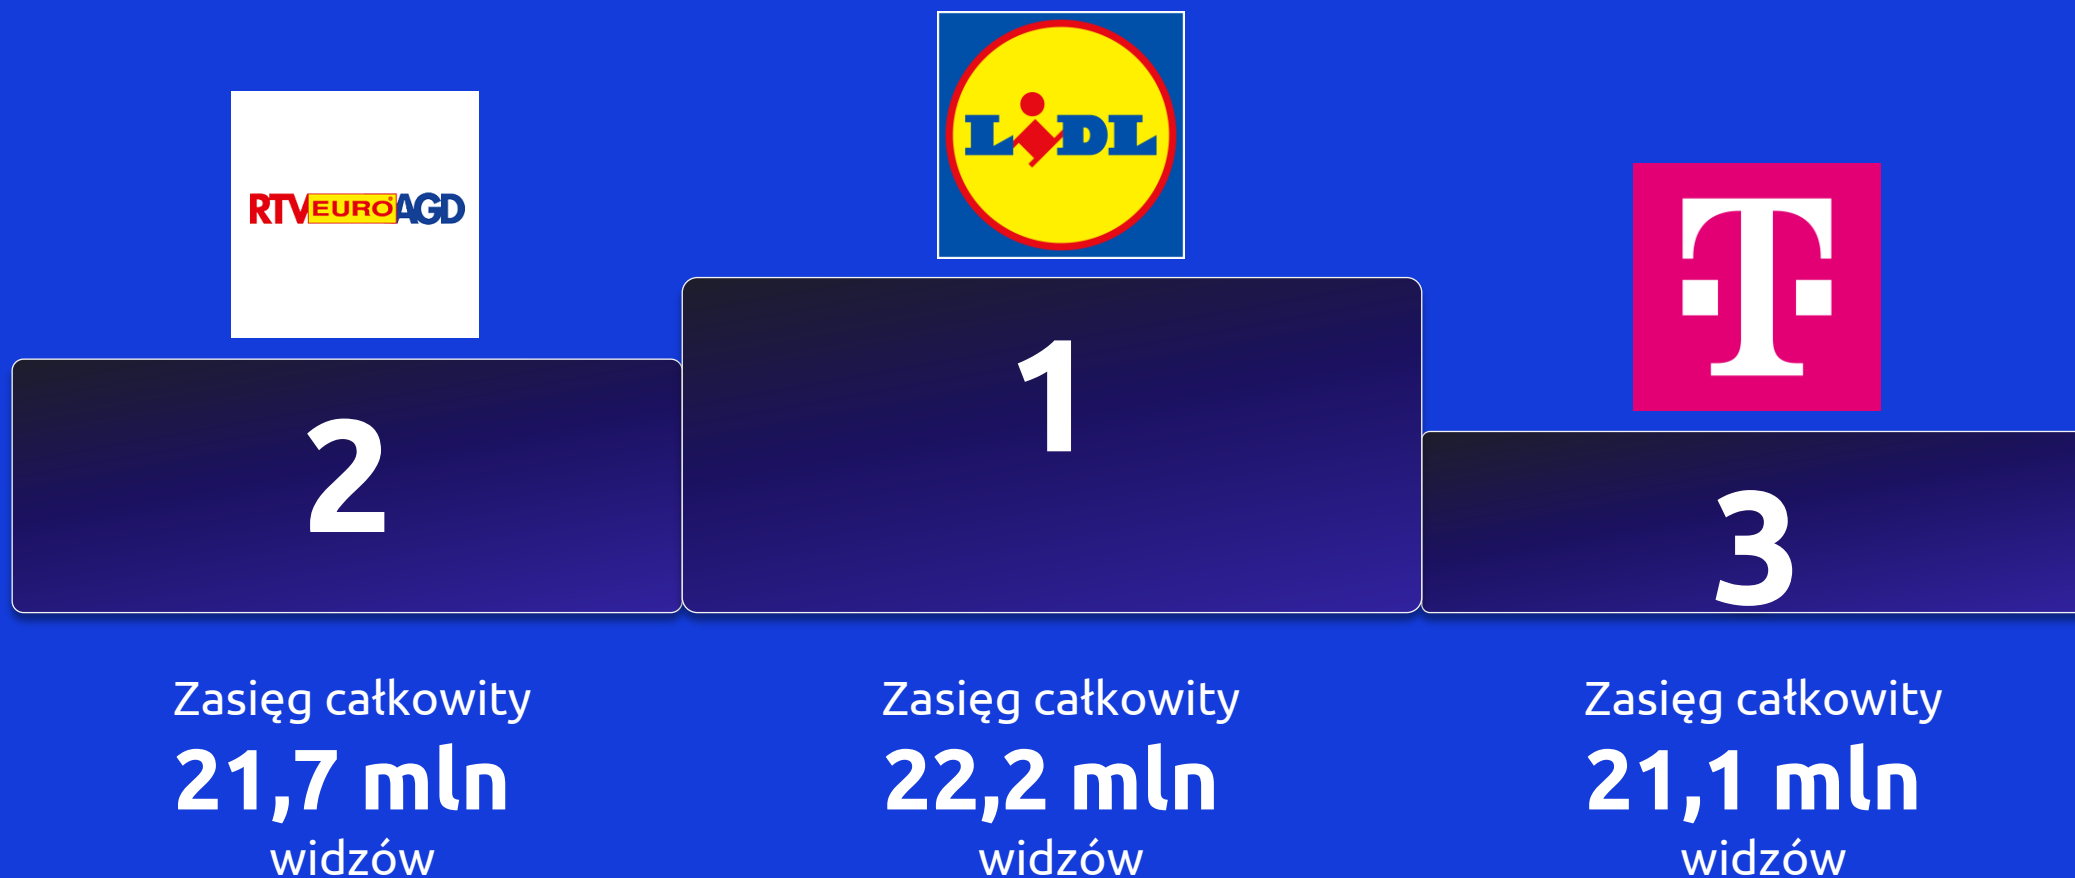 LIDL
RTV EURO AGD
T
1
2
3
Zasięg całkowity
21,7 mln
widzów
Zasięg całkowity
22,2 mln
widzów
Zasięg całkowity
21,1 mln
widzów